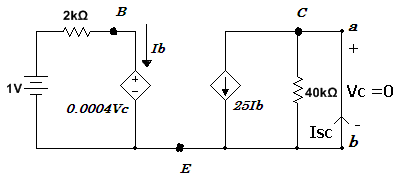 2kΩ
B
Ib
C
a
+
1V
+
−
0.0004Vc
25Ib
40kΩ
Vc =0
Isc
-
b
E